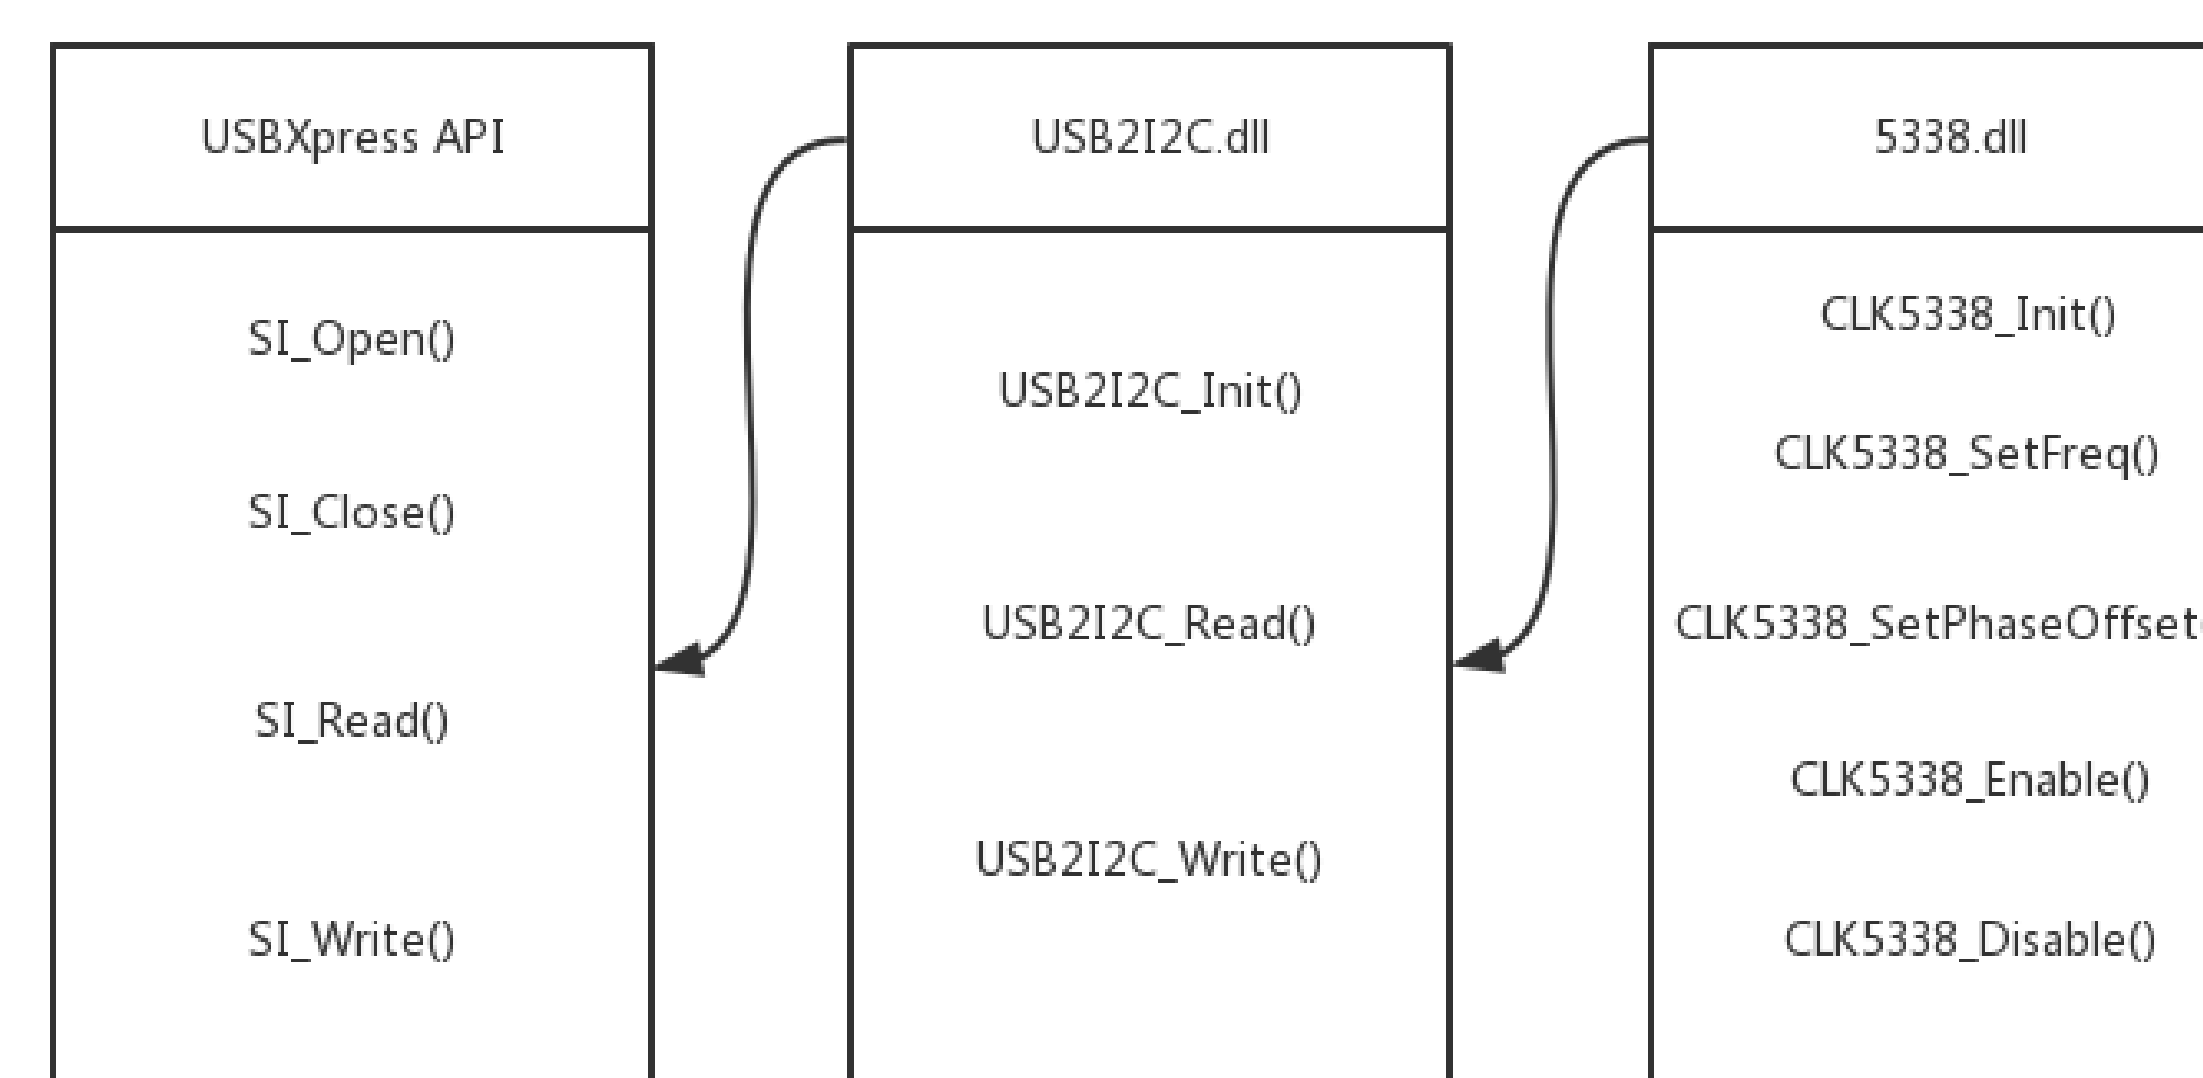 USBXpress API
SI_Open()
SI_Close()
SI_Read()
SI_Write()
USB2I2C.dll
USB2I2C_Init()
USB2I2C_Read()
USB2I2C_Write()
5338.dll
CLK5338_Init()
CLK5338_SetFreq()
CLK5338_SetPhaseOffset(
CLK5338_Enable()
CLK5338_Disable()